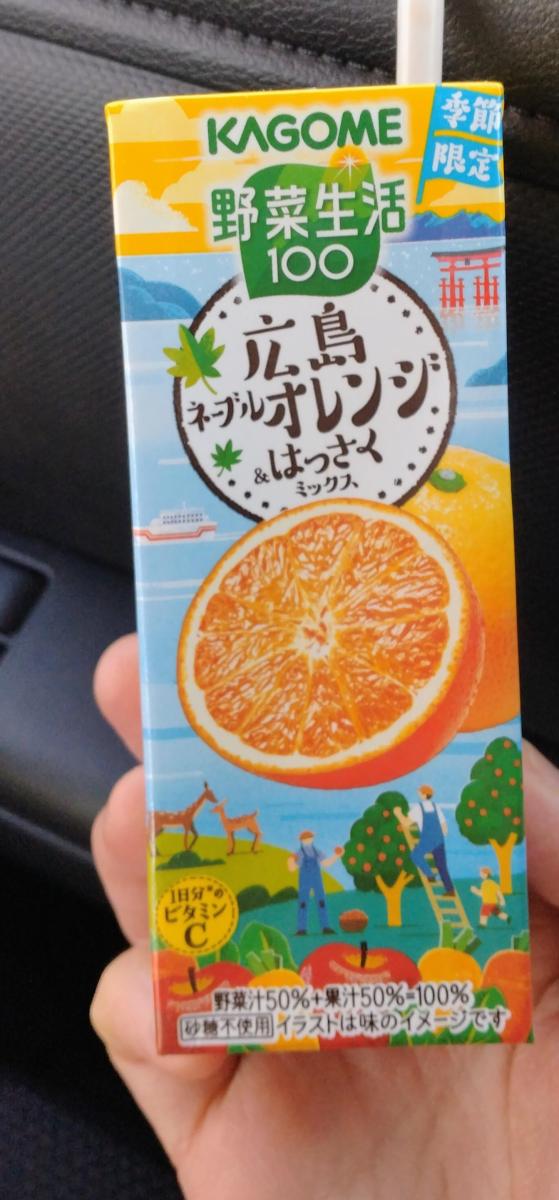 KAGOME
季節
限定
野菜生活
100
広島
ネーブルオレンジ
&はっさく
ミックス
1日分*の
ビタミン
C
野菜汁50%+果汁50%=100%
砂糖不使用 イラストは味のイメージです